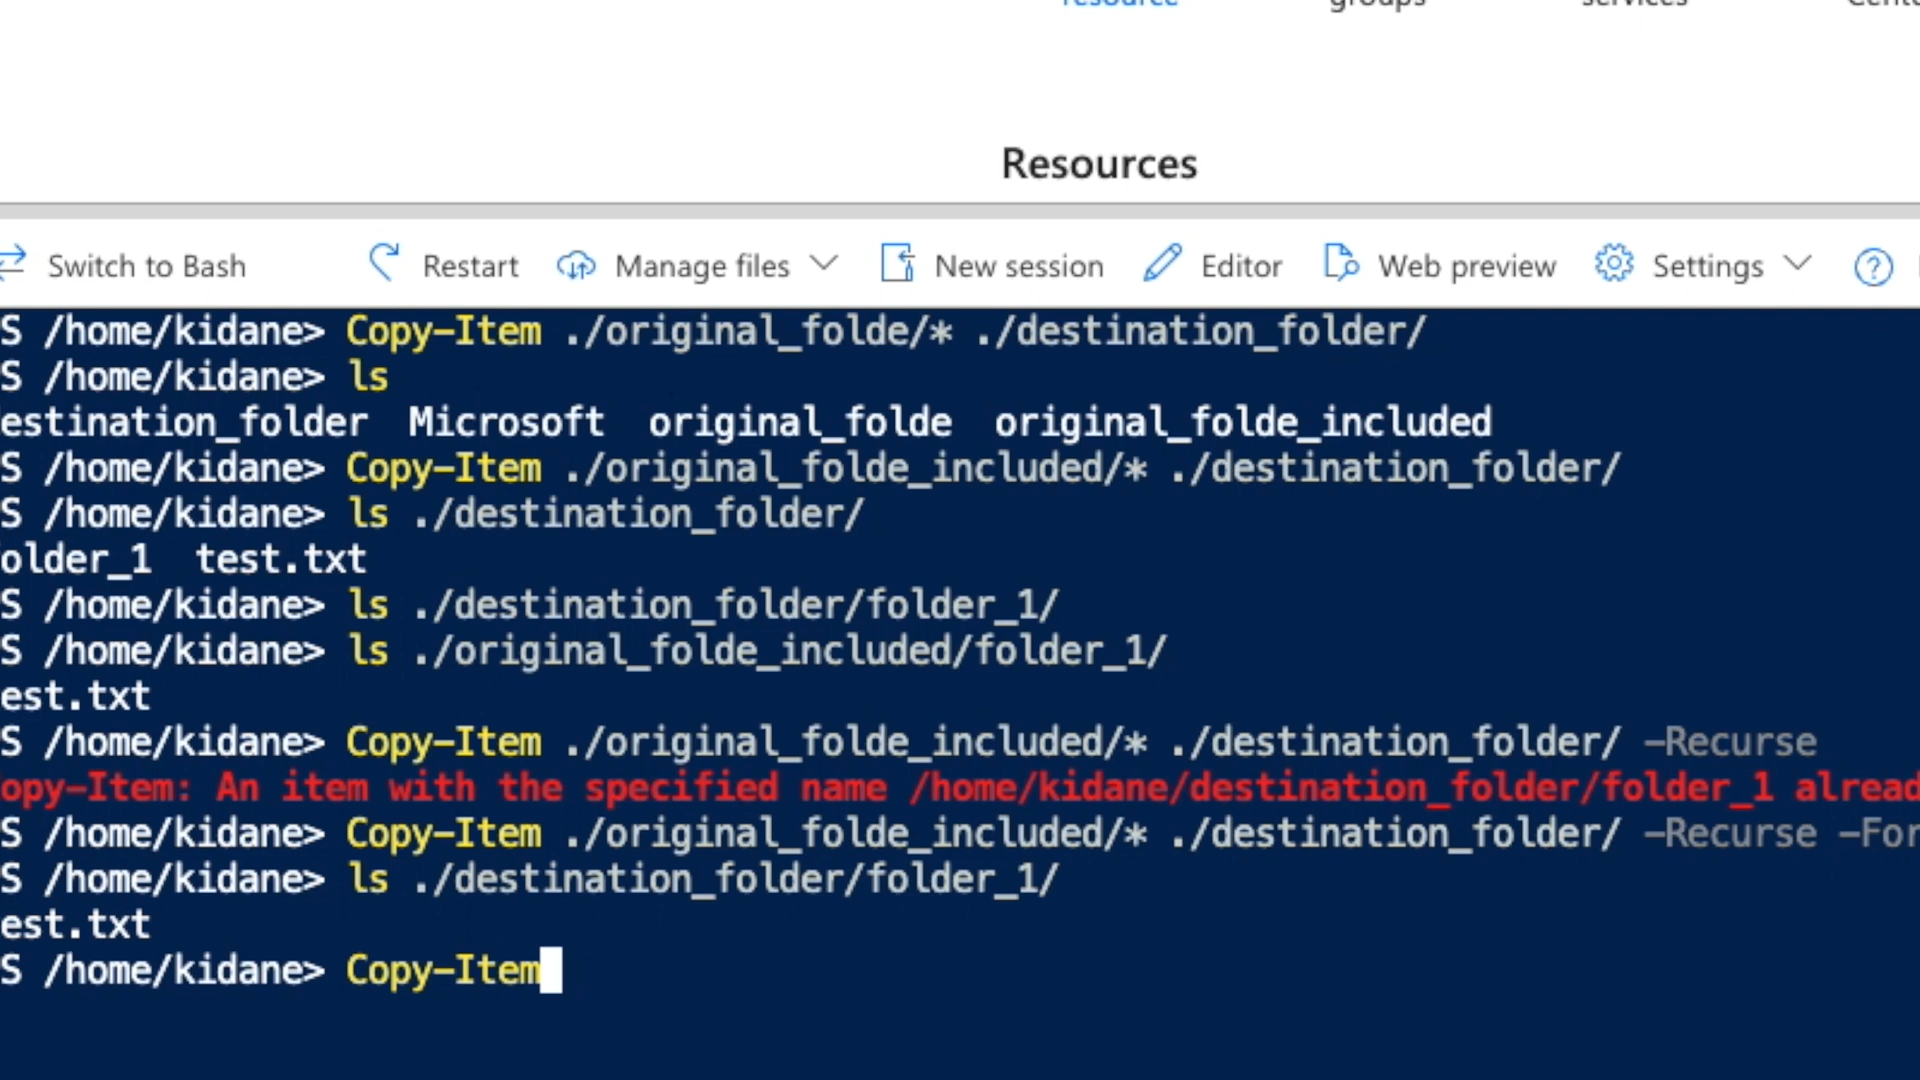 resource groups services
Resources
Switch to Bash Restart Manage files New session Editor Web preview Settings
S /home/kidane> Copy-Item ./original_folde/* ./destination_folder/
S /home/kidane> ls
estination_folder Microsoft original_folde original_folde_included
S /home/kidane> Copy-Item ./original_folde_included/* ./destination_folder/
S /home/kidane> ls ./destination_folder/
older_1 test.txt
S /home/kidane> ls ./destination_folder/folder_1/
S /home/kidane> ls ./original_folde_included/folder_1/
est.txt
S /home/kidane> Copy-Item ./original_folde_included/* ./destination_folder/ -Recurse
opy-Item: An item with the specified name /home/kidane/destination_folder/folder_1 alread
S /home/kidane> Copy-Item ./original_folde_included/* ./destination_folder/ -Recurse -For
S /home/kidane> ls ./destination_folder/folder_1/
est.txt
S /home/kidane> Copy-Item